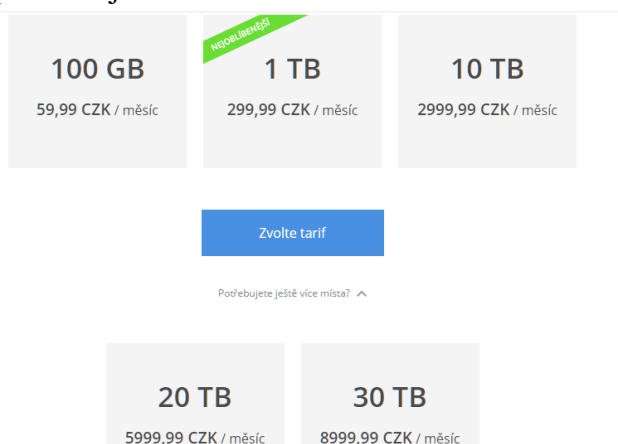 NEJOBLÍBENĚJŠÍ
100 GB
59,99 CZK / měsíc
1 TB
299,99 CZK / měsíc
10 TB
2999,99 CZK / měsíc
Zvolte tarif
Potřebujete ještě více místa?
20 TB
5999,99 CZK / měsíc
30 TB
8999,99 CZK / měsíc